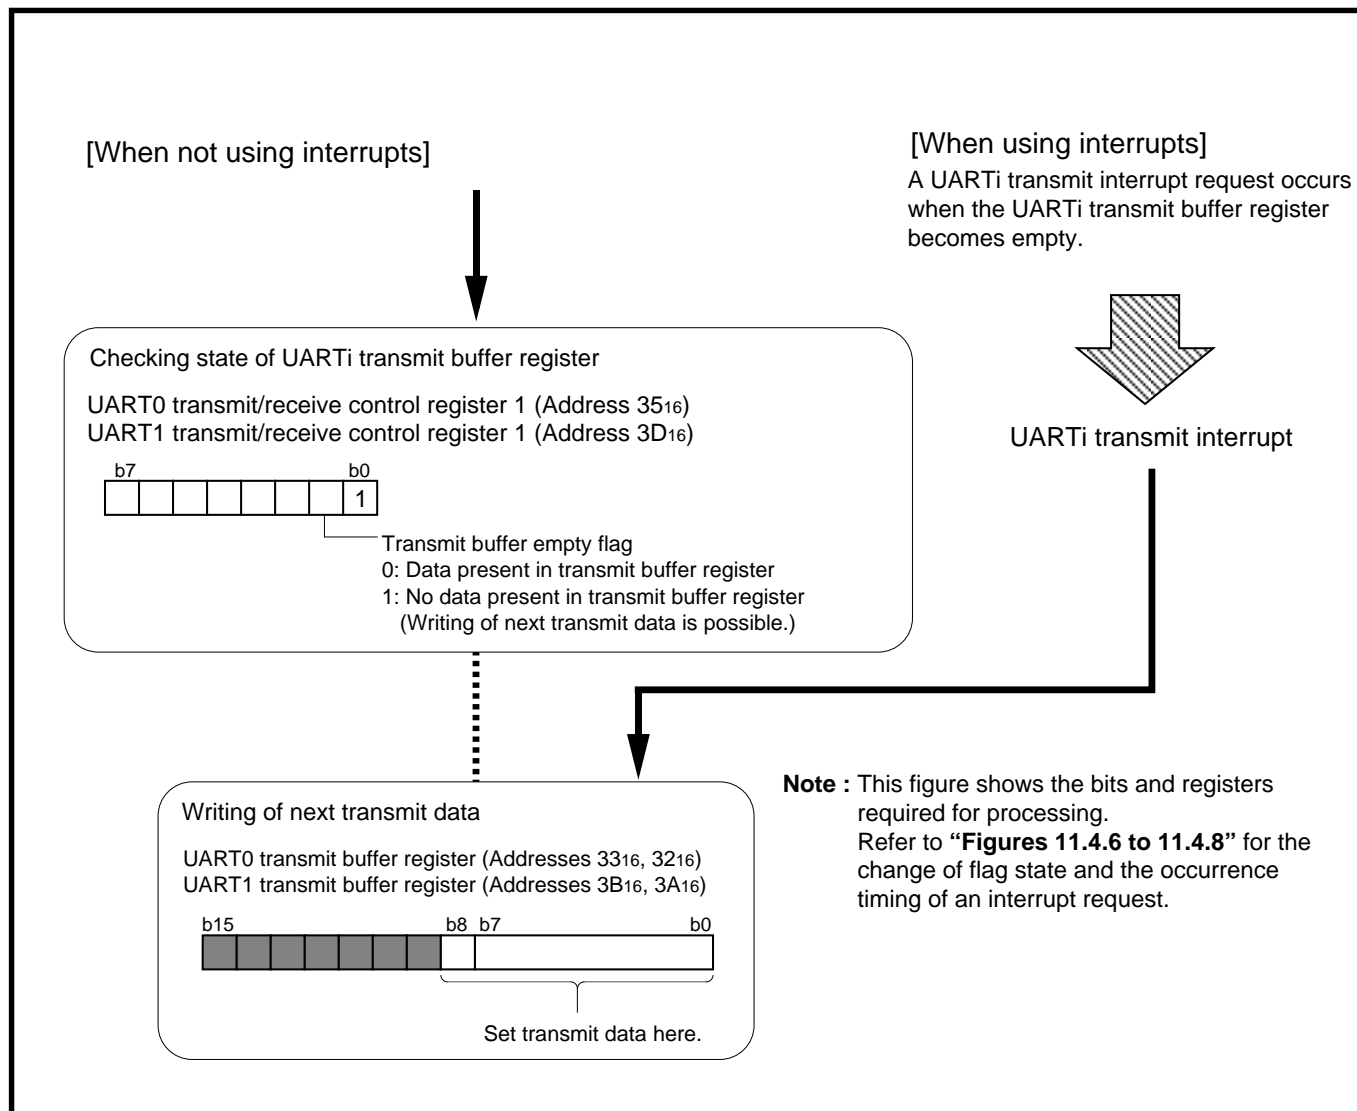 [When not using interrupts]
[When using interrupts]
A UARTi transmit interrupt request occurs
when the UARTi transmit buffer register
becomes empty.
Checking state of UARTi transmit buffer register
UART0 transmit/receive control register 1 (Address 35₁₆)
UART1 transmit/receive control register 1 (Address 3D₁₆)
b7 b0
1
Transmit buffer empty flag
0: Data present in transmit buffer register
1: No data present in transmit buffer register
(Writing of next transmit data is possible.)
UARTi transmit interrupt
Writing of next transmit data
UART0 transmit buffer register (Addresses 33₁₆, 32₁₆)
UART1 transmit buffer register (Addresses 3B₁₆, 3A₁₆)
b15 b8 b7 b0
Set transmit data here.
Note : This figure shows the bits and registers
required for processing.
Refer to “Figures 11.4.6 to 11.4.8” for the
change of flag state and the occurrence
timing of an interrupt request.